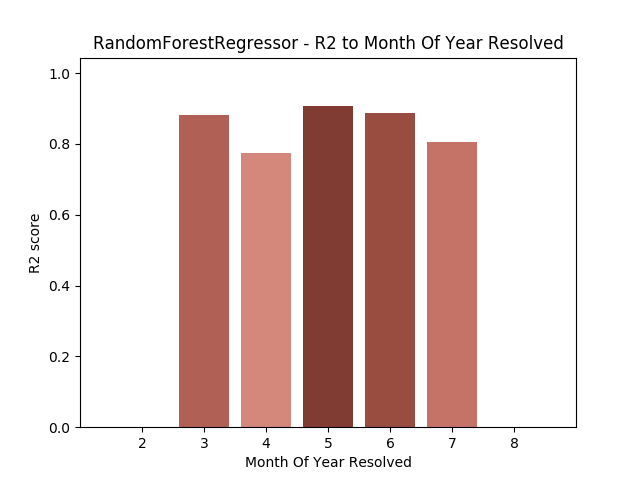 RandomForestRegressor - R2 to Month Of Year Resolved
1.0
0.8
0.6
0.4
0.2
0.0
R2 score
2 3 4 5 6 7 8
Month Of Year Resolved